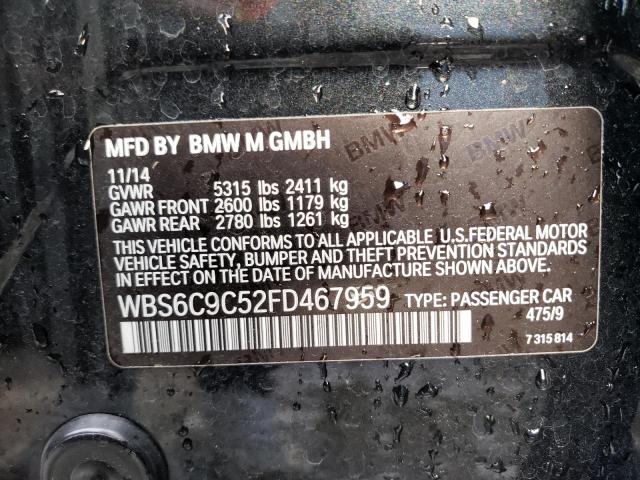 MFD BY BMW M GMBH
11/14
GVWR 5315 lbs 2411 kg
GAWR FRONT 2600 lbs 1179 kg
GAWR REAR 2780 lbs 1261 kg
THIS VEHICLE CONFORMS TO ALL APPLICABLE U.S.FEDERAL MOTOR
VEHICLE SAFETY, BUMPER AND THEFT PREVENTION STANDARDS
IN EFFECT ON THE DATE OF MANUFACTURE SHOWN ABOVE.
WBS6C9C52FD467959 TYPE: PASSENGER CAR
475/9
7 315 814